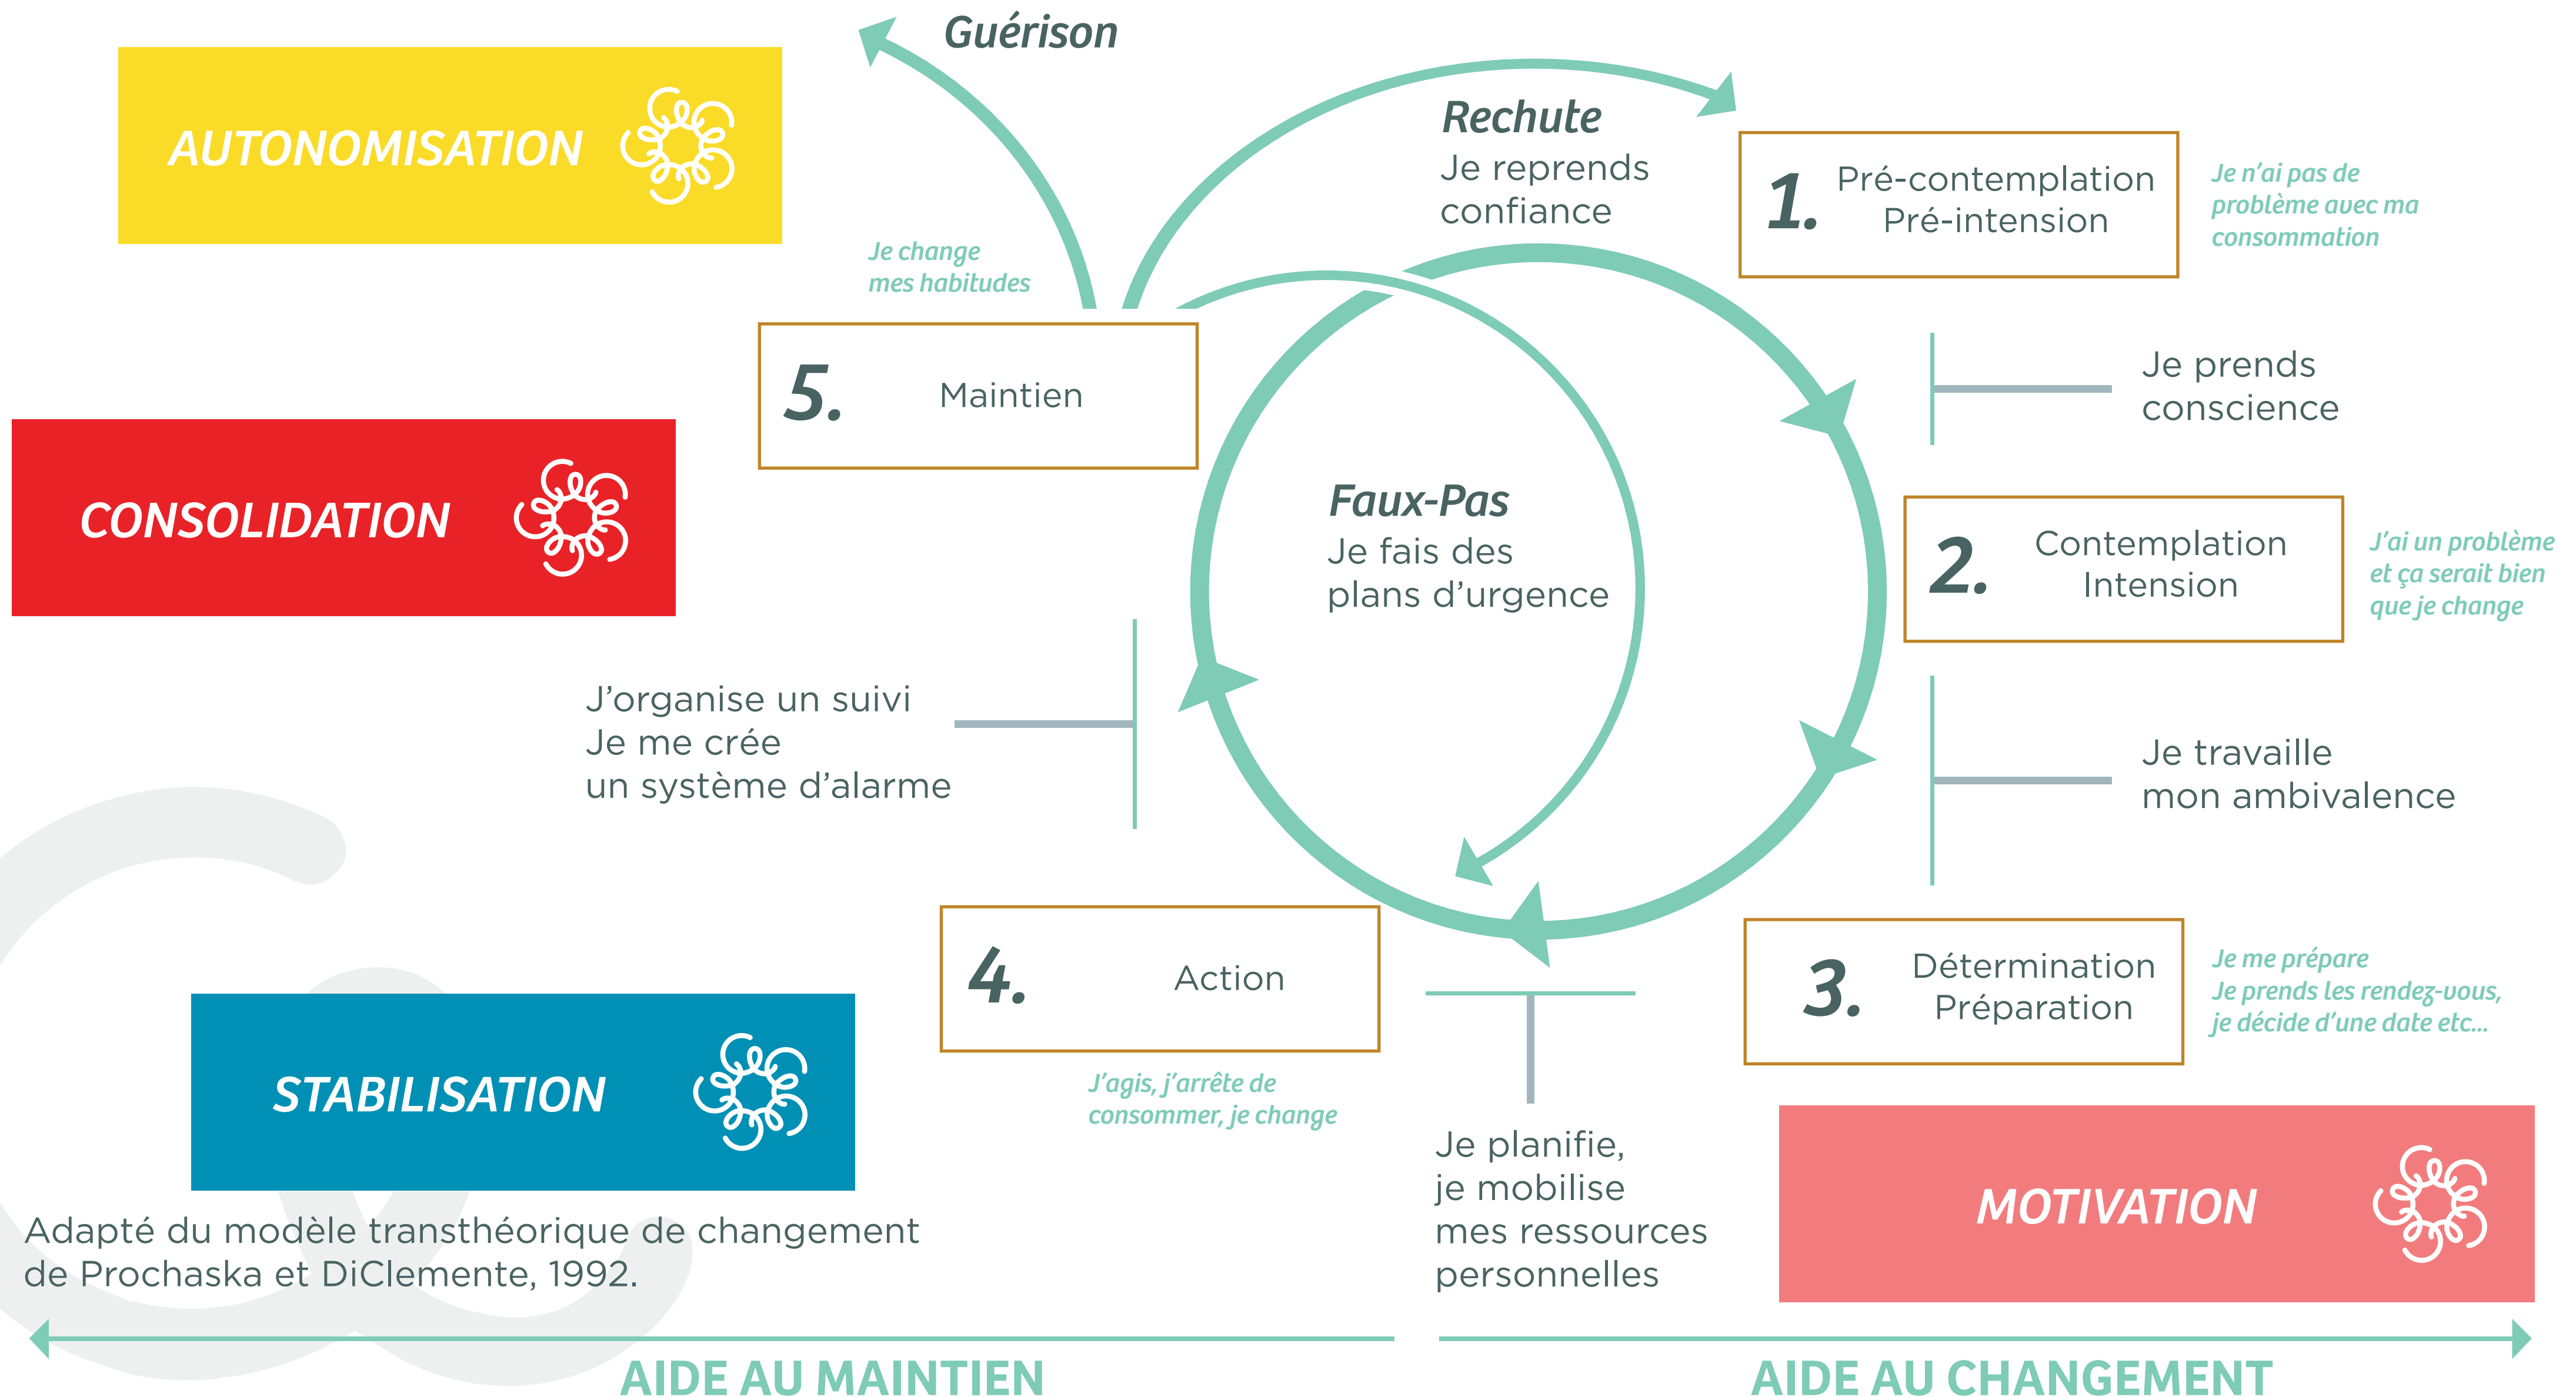 Guérison
AUTONOMISATION
Rechute
Je reprends
confiance
1.
Pré-contemplation
Pré-intension
Je n’ai pas de
problème avec ma
consommation
Je change
mes habitudes
5.
Maintien
Je prends
conscience
CONSOLIDATION
Faux-Pas
Je fais des
plans d’urgence
2.
Contemplation
Intension
J’ai un problème
et ça serait bien
que je change
J’organise un suivi
Je me crée
un système d’alarme
Je travaille
mon ambivalence
4.
Action
J’agis, j’arrête de
consommer, je change
3.
Détermination
Préparation
Je me prépare
Je prends les rendez-vous,
je décide d’une date etc...
STABILISATION
Je planifie,
je mobilise
mes ressources
personnelles
MOTIVATION
Adapté du modèle transthéorique de changement
de Prochaska et DiClemente, 1992.
AIDE AU MAINTIEN
AIDE AU CHANGEMENT